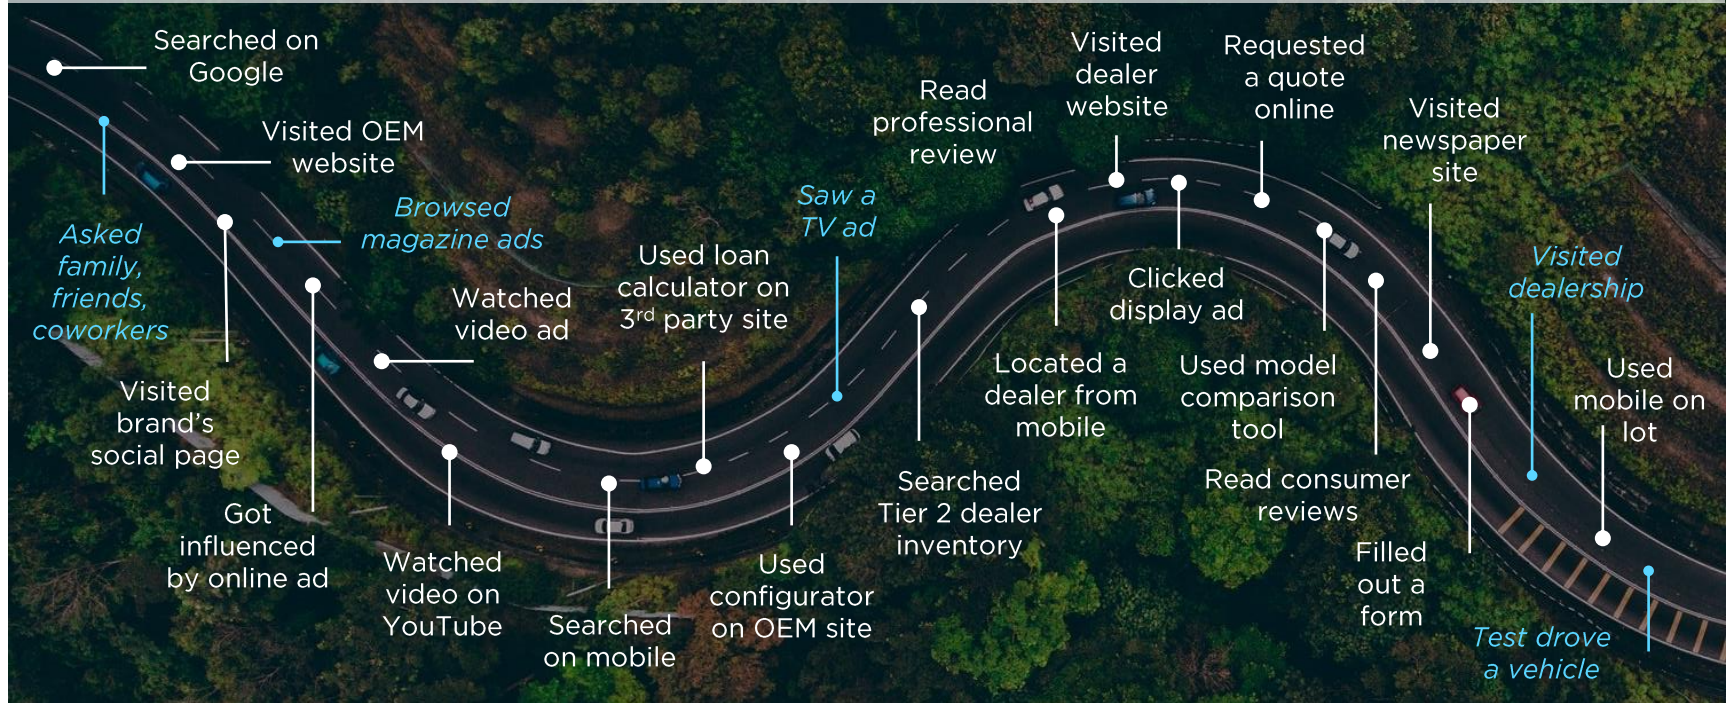 Searched on
Google
Visited OEM
website
Asked
family,
friends,
coworkers
Browsed
magazine ads
Visited
brand's
social page
Got
influenced
by online ad
Watched
video ad
Watched
video on
YouTube
Searched
on mobile
Used loan
calculator on
3rd party site
Used
configurator
on OEM site
Saw a
TV ad
Searched
Tier 2 dealer
inventory
Read
professional
review
Located a
dealer from
mobile
Visited
dealer
website
Clicked
display ad
Requested
a quote
online
Used model
comparison
tool
Read consumer
reviews
Visited
newspaper
site
Filled
out a
form
Visited
dealership
Used
mobile on
lot
Test drove
a vehicle